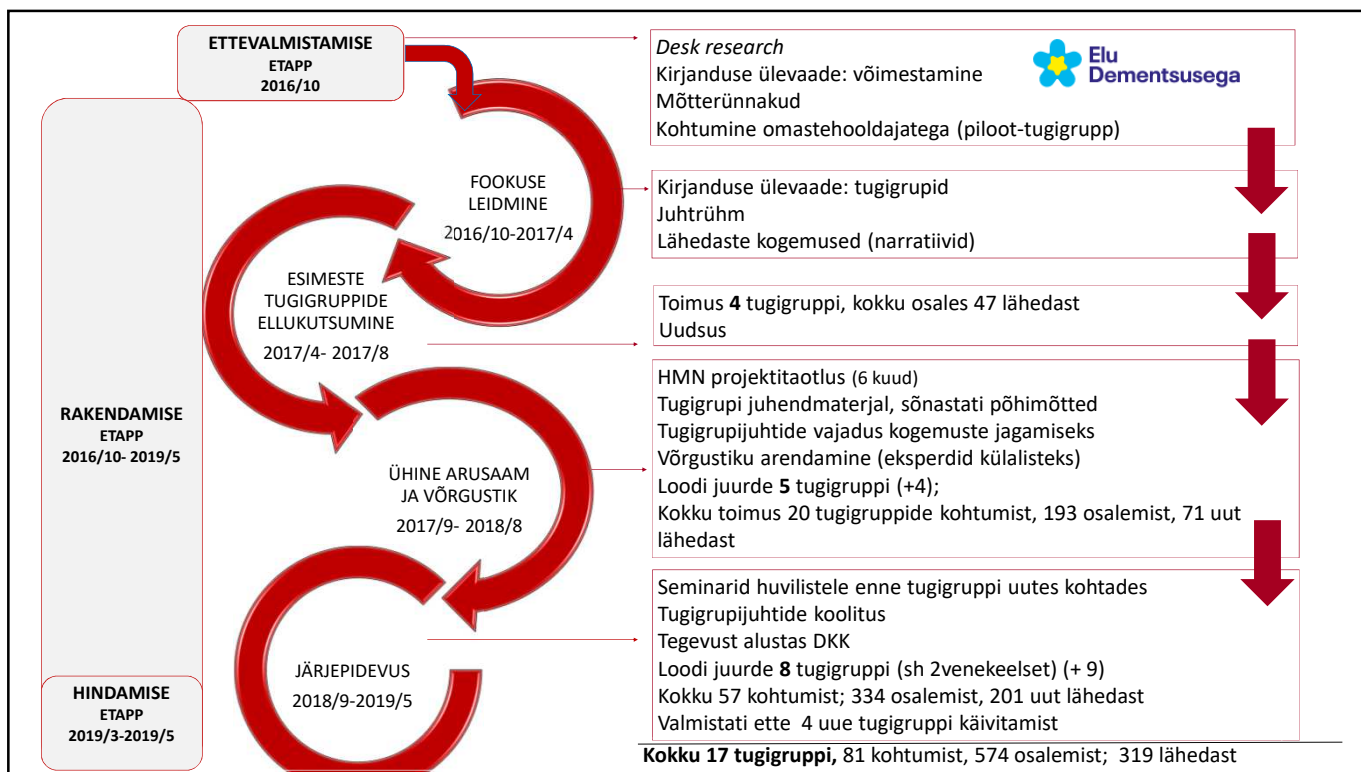 ETTEVALMISTAMISE
ETAPP
2016/10
Desk research
Kirjanduse ülevaade: võimestamine
Mõtterünnakud
Kohtumine omastehooldajatega (piloot-tugigrupp)
Elu
Dementsusega
FOOKUSE
LEIDMINE
2016/10-2017/4
Kirjanduse ülevaade: tugigrupid
Juhtrühm
Lähedaste kogemused (narratiivid)
ESIMESTE
TUGIGRUPPIDE
ELLUKUTSUMINE
2017/4- 2017/8
Toimus 4 tugigruppi, kokku osales 47 lähedast
Uudsus
RAKENDAMISE
ETAPP
2016/10- 2019/5
ÜHINE ARUSAAM
JA VÕRGUSTIK
2017/9- 2018/8
HMN projektitaotlus (6 kuud)
Tugigrupi juhendmaterjal, sõnastati põhimõtted
Tugigrupijuhtide vajadus kogemuste jagamiseks
Võrgustiku arendamine (eksperdid külalisteks)
Loodi juurde 5 tugigruppi (+4);
Kokku toimus 20 tugigruppide kohtumist, 193 osalemist, 71 uut
lähedast
JÄRJEPIDEVUS
2018/9-2019/5
Seminarid huvilistele enne tugigruppi uutes kohtades
Tugigrupijuhtide koolitus
Tegevust alustas DKK
Loodi juurde 8 tugigruppi (sh 2venekeelset) (+ 9)
Kokku 57 kohtumist; 334 osalemist, 201 uut lähedast
Valmistati ette 4 uue tugigruppi käivitamist
HINDAMISE
ETAPP
2019/3-2019/5
Kokku 17 tugigruppi, 81 kohtumist, 574 osalemist; 319 lähedast